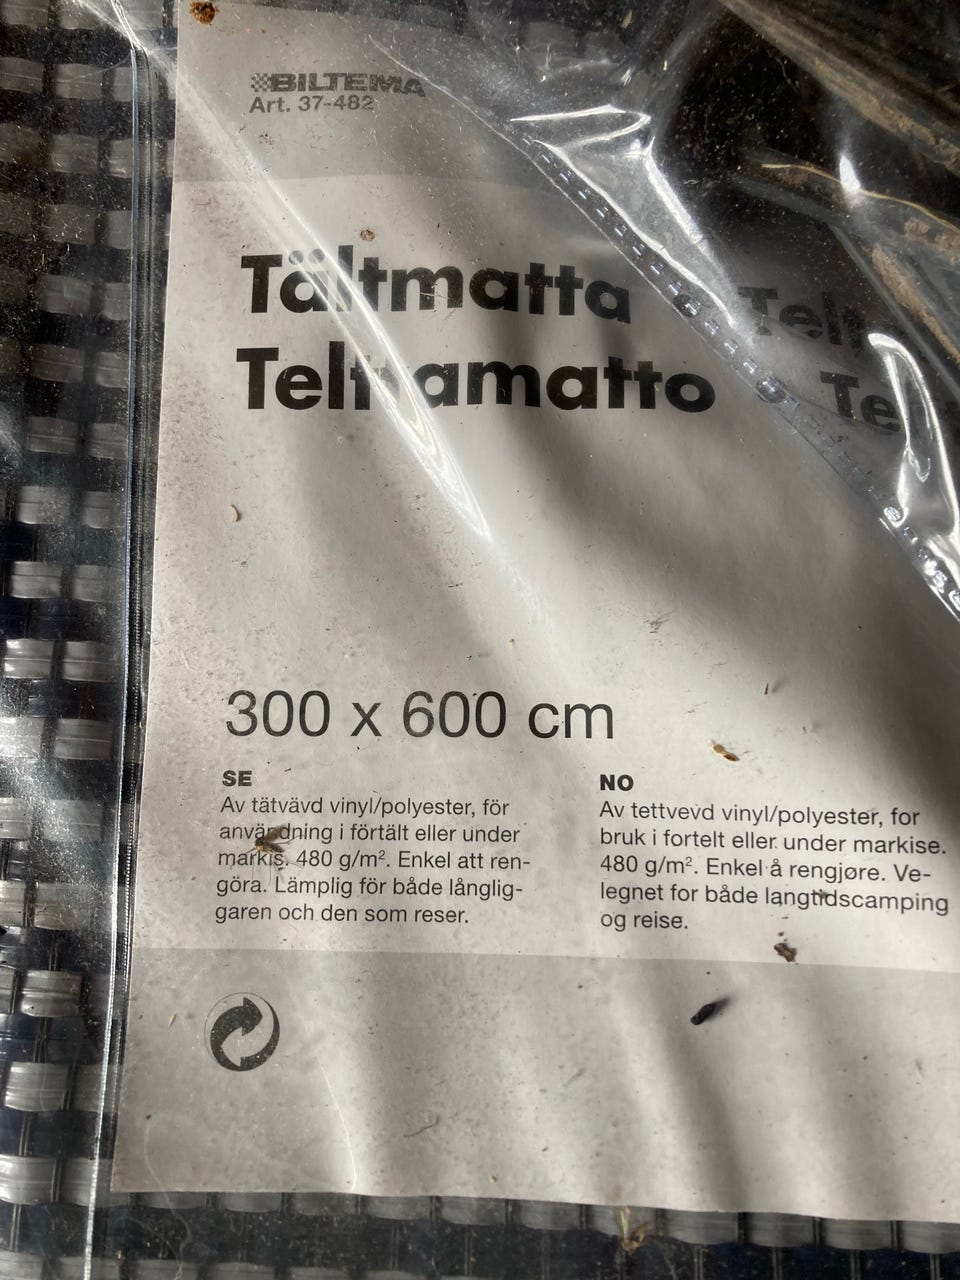 BILTEMA
Art. 37-482
Tältmatta • Telt
Telttamatto Te
300 x 600 cm
SE
Av tätvävd vinyl/polyester, för
användning i förtält eller under
markis. 480 g/m². Enkel att ren-
göra. Lämplig för både långlig-
garen och den som reser.
NO
Av tettvevd vinyl/polyester, for
bruk i fortelt eller under markise.
480 g/m². Enkel å rengjøre. Ve-
legnet for både langtidscamping
og reise.